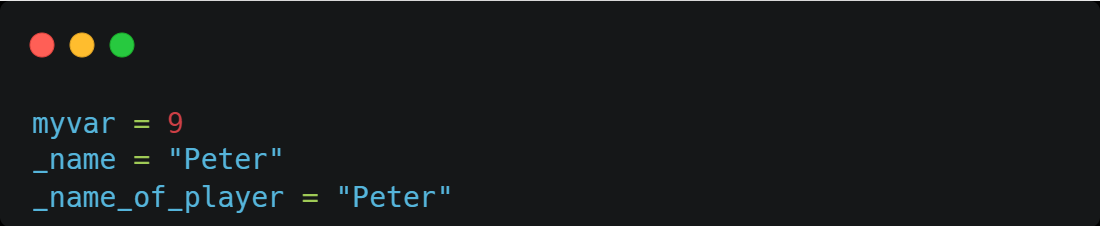 myvar = 9
_name = "Peter"
_name_of_player = "Peter"